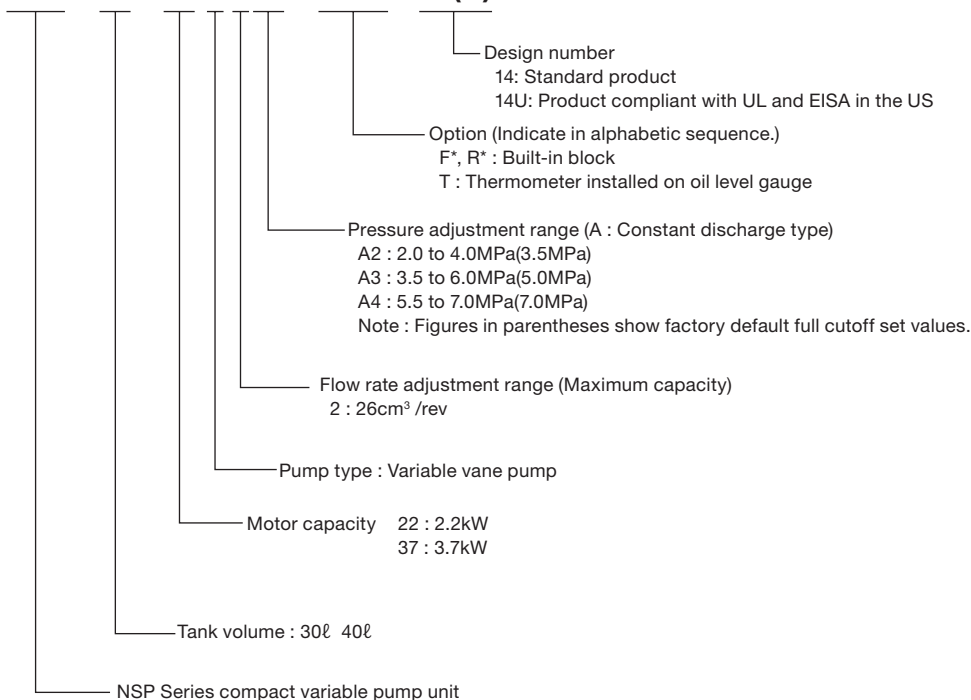 Design number
14: Standard product
14U: Product compliant with UL and EISA in the US
Option (Indicate in alphabetic sequence.)
F*, R* : Built-in block
T : Thermometer installed on oil level gauge
Pressure adjustment range (A : Constant discharge type)
A2 : 2.0 to 4.0MPa(3.5MPa)
A3 : 3.5 to 6.0MPa(5.0MPa)
A4 : 5.5 to 7.0MPa(7.0MPa)
Note : Figures in parentheses show factory default full cutoff set values.
Flow rate adjustment range (Maximum capacity)
2 : 26cm³ /rev
Pump type : Variable vane pump
Motor capacity 22 : 2.2kW
37 : 3.7kW
Tank volume : 30ℓ 40ℓ
NSP Series compact variable pump unit